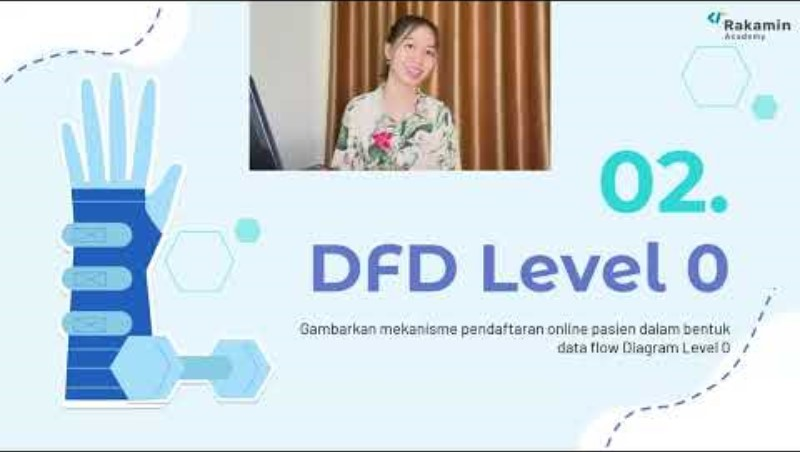 Rakamin
Academy
02.
DFD Level 0
Gambarkan mekanisme pendaftaran online pasien dalam bentuk
data flow Diagram Level 0